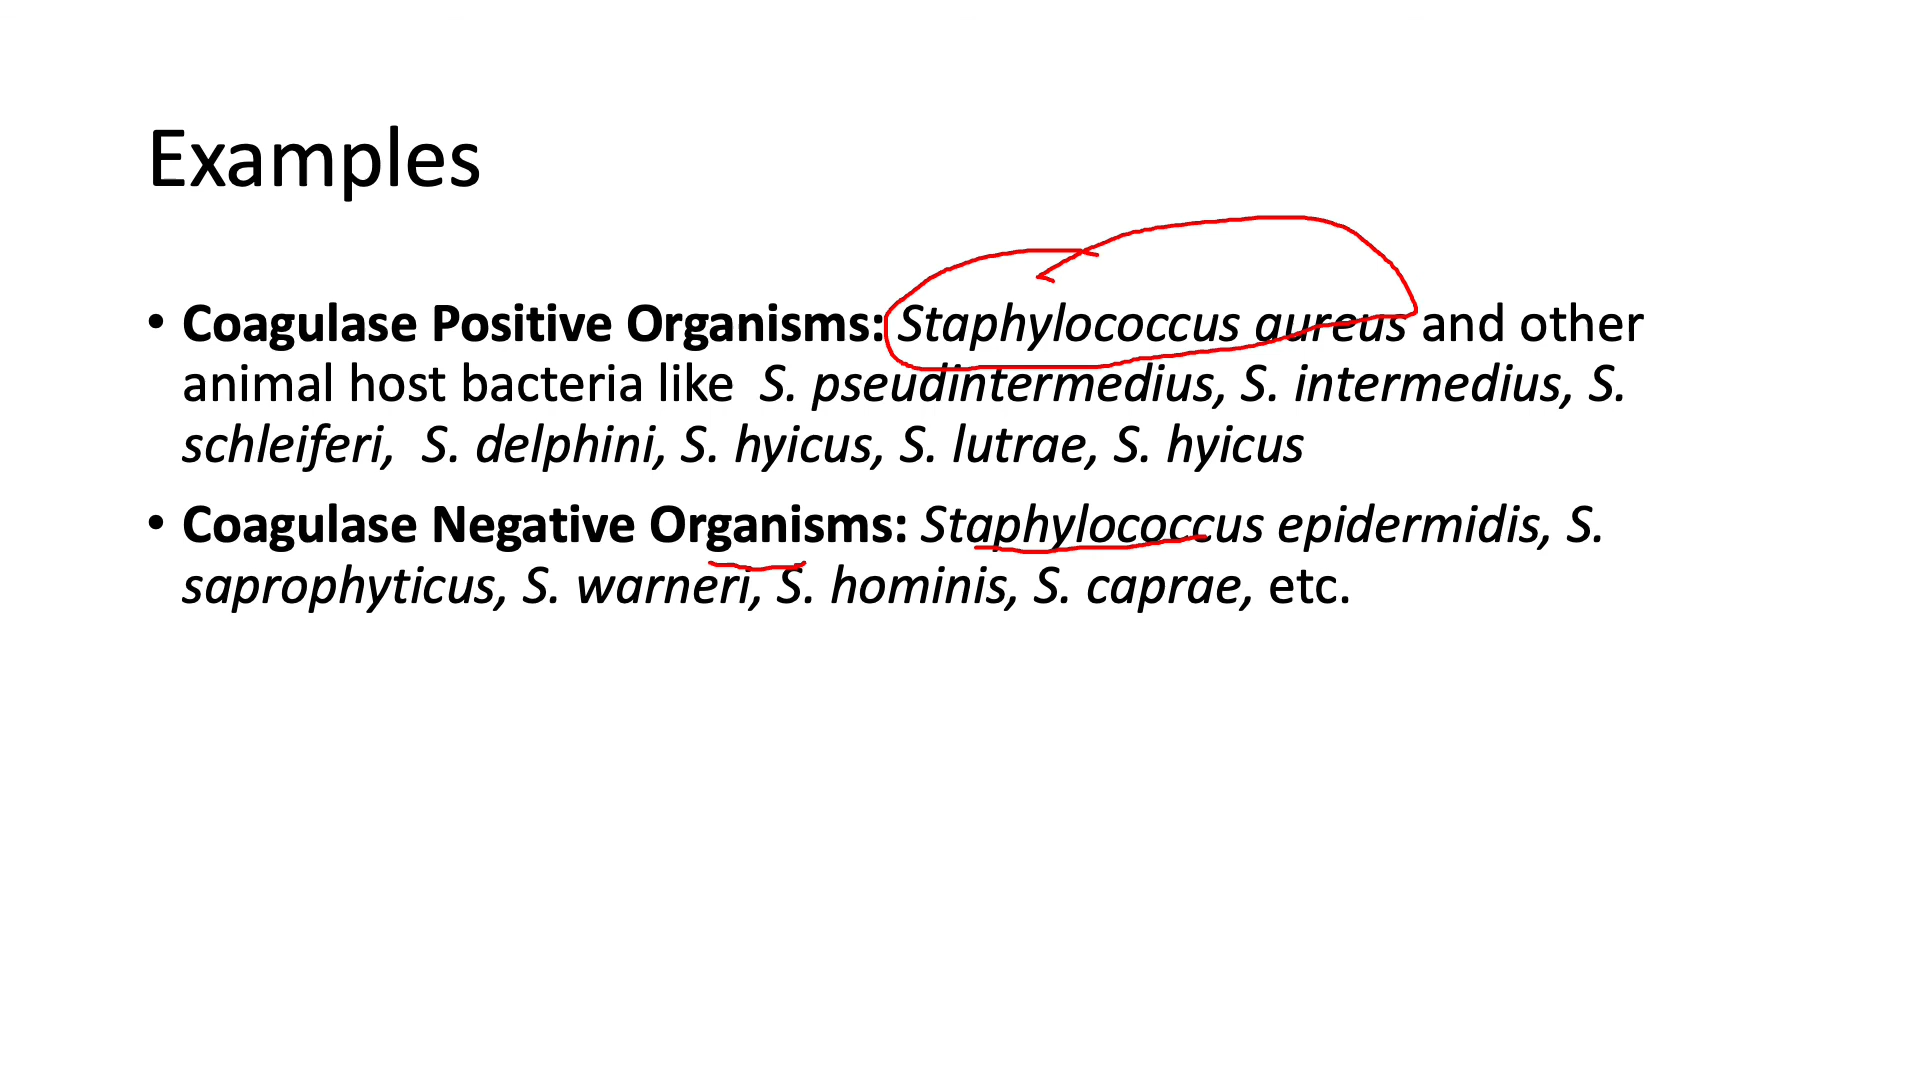 Examples
• Coagulase Positive Organisms: Staphylococcus aureus and other
animal host bacteria like  S. pseudintermedius, S. intermedius, S.
schleiferi,  S. delphini, S. hyicus, S. lutrae, S. hyicus
• Coagulase Negative Organisms: Staphylococcus epidermidis, S.
saprophyticus, S. warneri, S. hominis, S. caprae, etc.